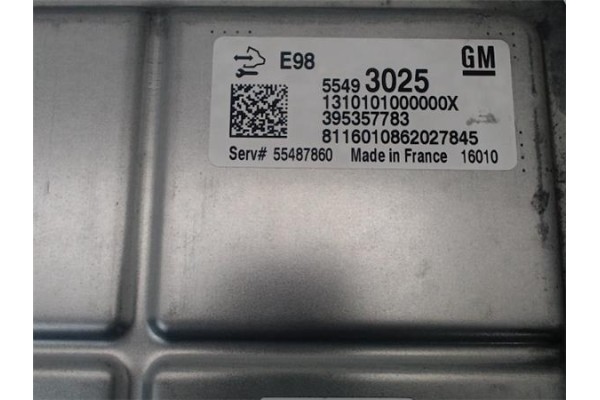 E98
GM
5549 3025
1310101000000X
395357783
8116010862027845
Serv# 55487860 Made in France 16010